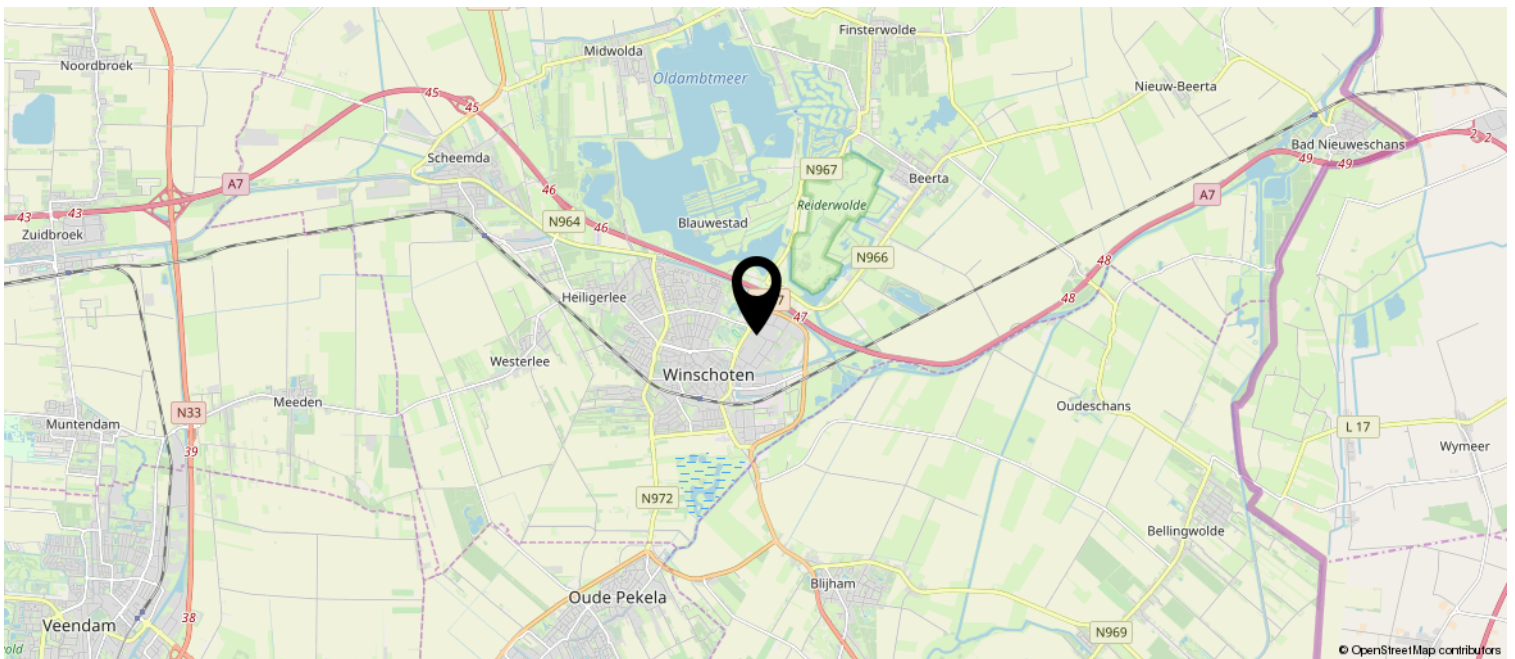 Finsterwolde
Midwolda
Noordbroek
Oldambtmeer
Nieuw-Beerta
45
45
2, 2
Bad Nieuweschans
Scheemda
49
49
N967
Beerta
A7
46
A7
Reiderwolde
43
43
N964
Blauwestad
46
Zuidbroek
N966
48
Heiligerlee
48
7
47
Westerlee
Winschoten
Meeden
Oudeschans
N33
Muntendam
L 17
39
Wymeer
N972
Bellingwolde
Blijham
Oude Pekela
38
Veendam
N969
vold
© OpenStreetMap contributors